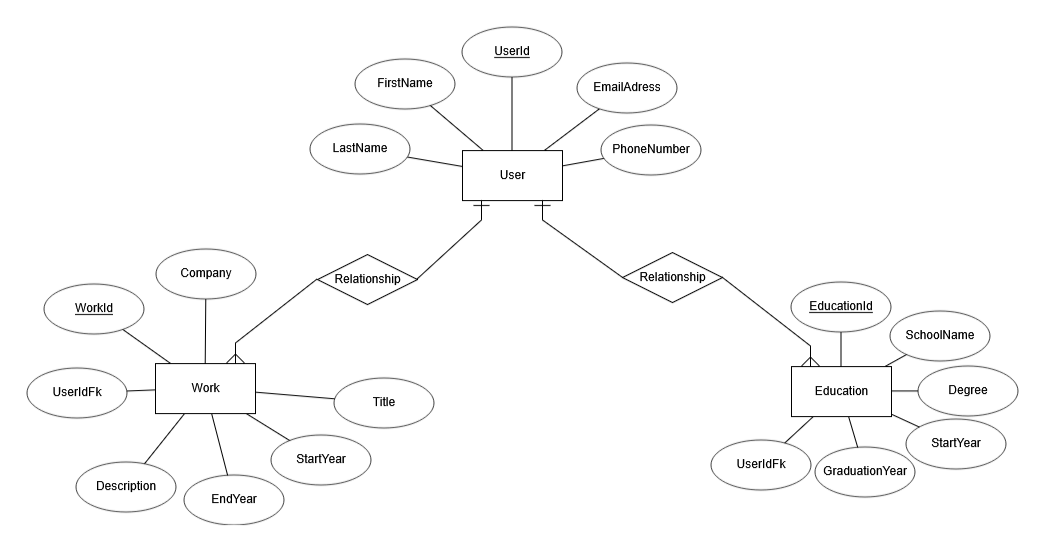 UserId
FirstName
EmailAdress
LastName
PhoneNumber
User
Relationship
Relationship
Company
WorkId
EducationId
SchoolName
UserIdFk
Work
Title
Education
Degree
StartYear
StartYear
UserIdFk
GraduationYear
Description
EndYear